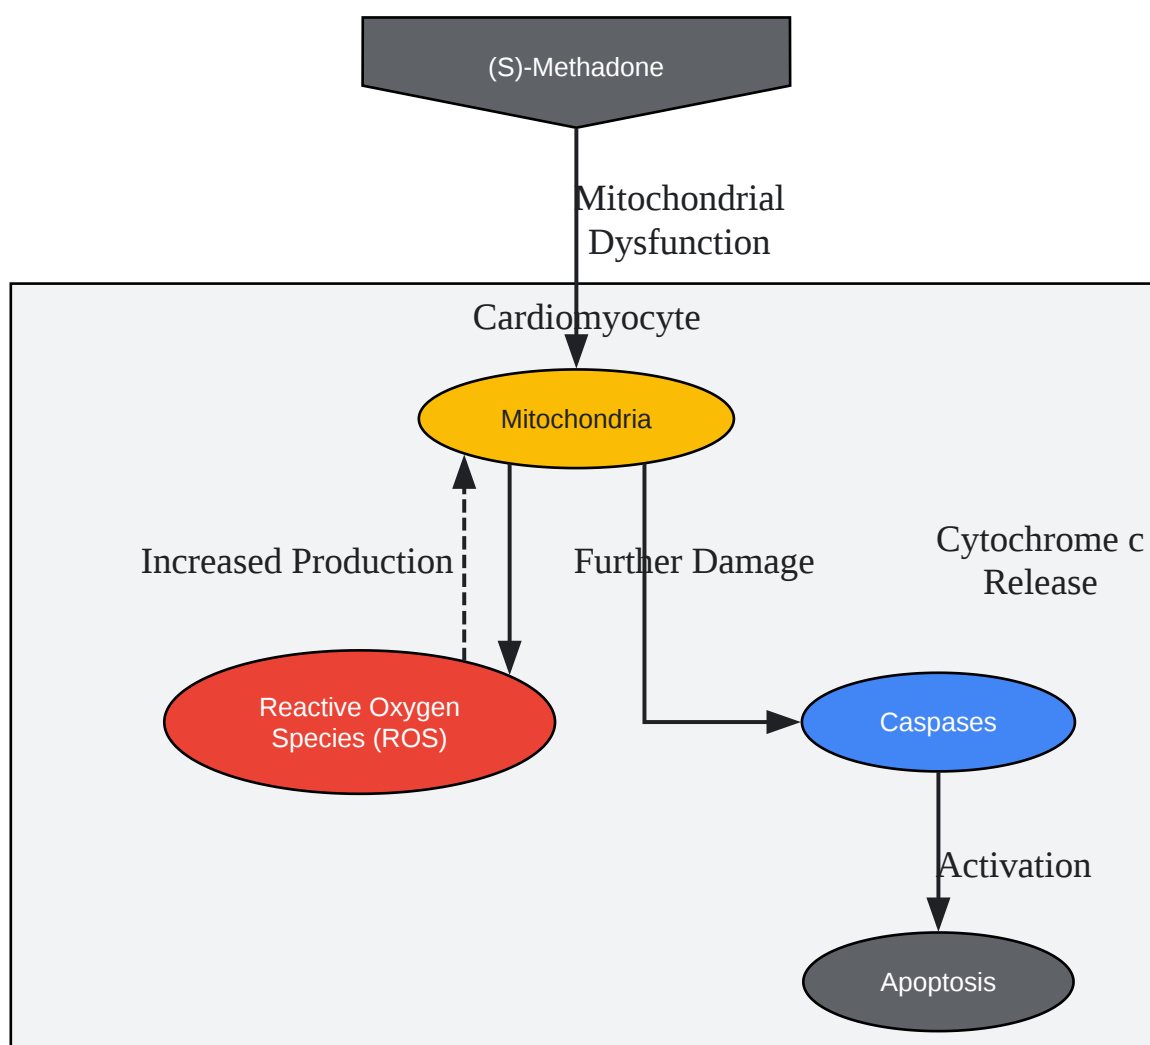 (S)-Methadone
Mitochondrial
Dysfunction
Cardiomyocyte
Mitochondria
Increased Production
Further Damage
Cytochrome c
Release
Reactive Oxygen
Species (ROS)
Caspases
Activation
Apoptosis